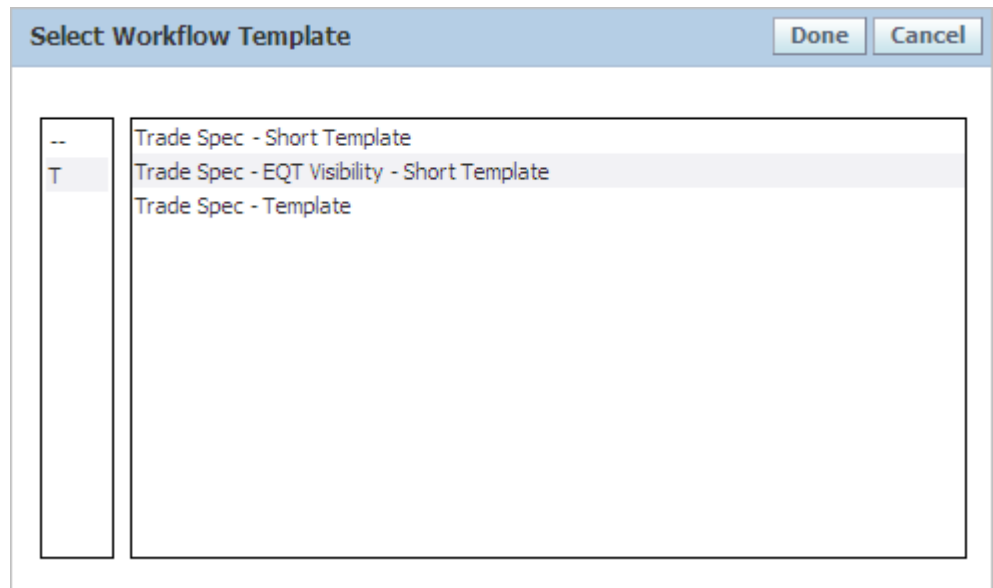 Select Workflow Template
Done
Cancel
--
T
Trade Spec - Short Template
Trade Spec - EQT Visibility - Short Template
Trade Spec - Template